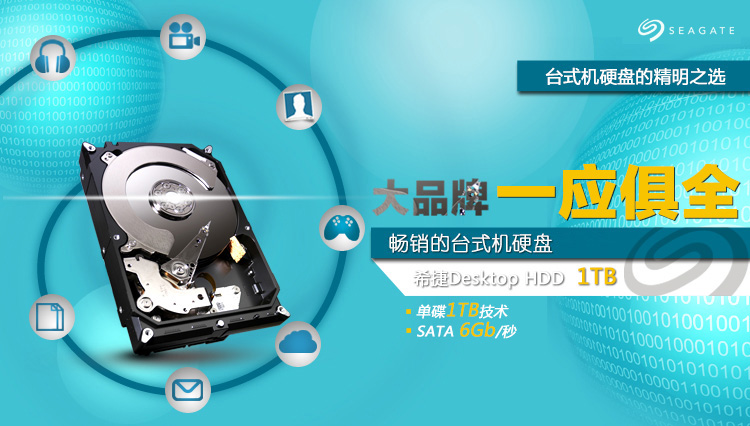 SEAGATE
台式机硬盘的精明之选
大品牌 一应俱全
畅销的台式机硬盘
希捷Desktop HDD 1TB
单碟1TB技术
SATA 6Gb/秒